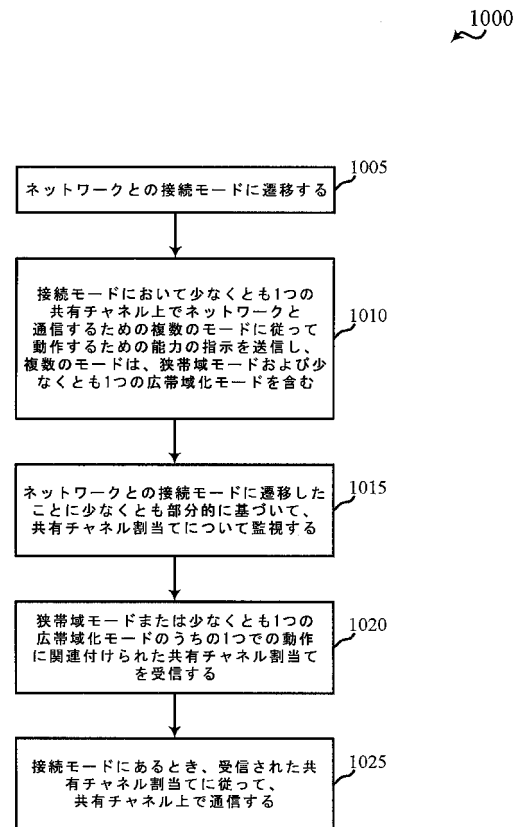 1000
1005
ネットワークとの接続モードに遷移する
接続モードにおいて少なくとも1つの
共有チャネル上でネットワークと
通信するための複数のモードに従って
動作するための能力の指示を送信し、
複数のモードは、狭帯域モードおよび少
なくとも1つの広帯域化モードを含む
1010
ネットワークとの接続モードに遷移した
ことに少なくとも部分的に基づいて、
共有チャネル割当てについて監視する
1015
狭帯域モードまたは少なくとも1つの
広帯域化モードのうちの1つでの動作
に関連付けられた共有チャネル割当て
を受信する
1020
接続モードにあるとき、受信された共
有チャネル割当てに従って、
共有チャネル上で通信する
1025